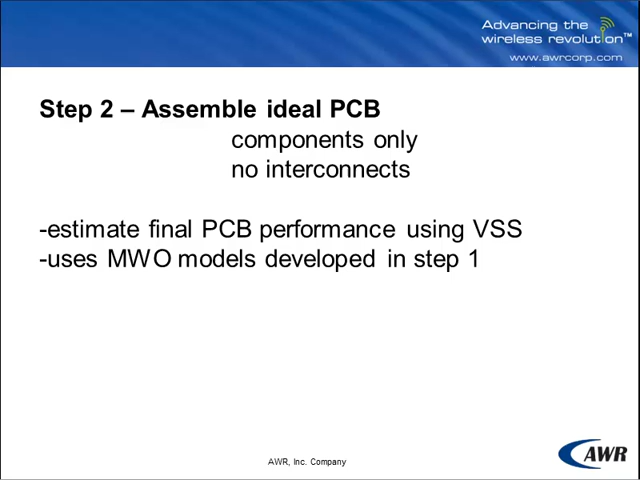 Advancing the
wireless revolution™
www.awrcorp.com
Step 2 – Assemble ideal PCB
components only
no interconnects
-estimate final PCB performance using VSS
-uses MWO models developed in step 1
AWR, Inc. Company
AWR